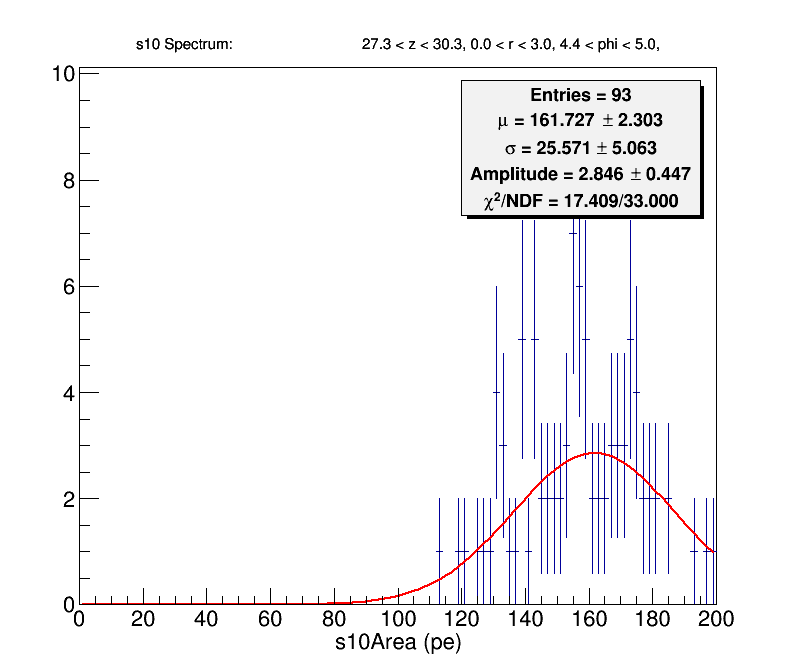 s10 Spectrum: 27.3 < z < 30.3, 0.0 < r < 3.0, 4.4 < phi < 5.0,
Entries = 93
μ = 161.727 ± 2.303
σ = 25.571 ± 5.063
Amplitude = 2.846 ± 0.447
χ²/NDF = 17.409/33.000
10
8
6
4
2
0
0 20 40 60 80 100 120 140 160 180 200
s10Area (pe)